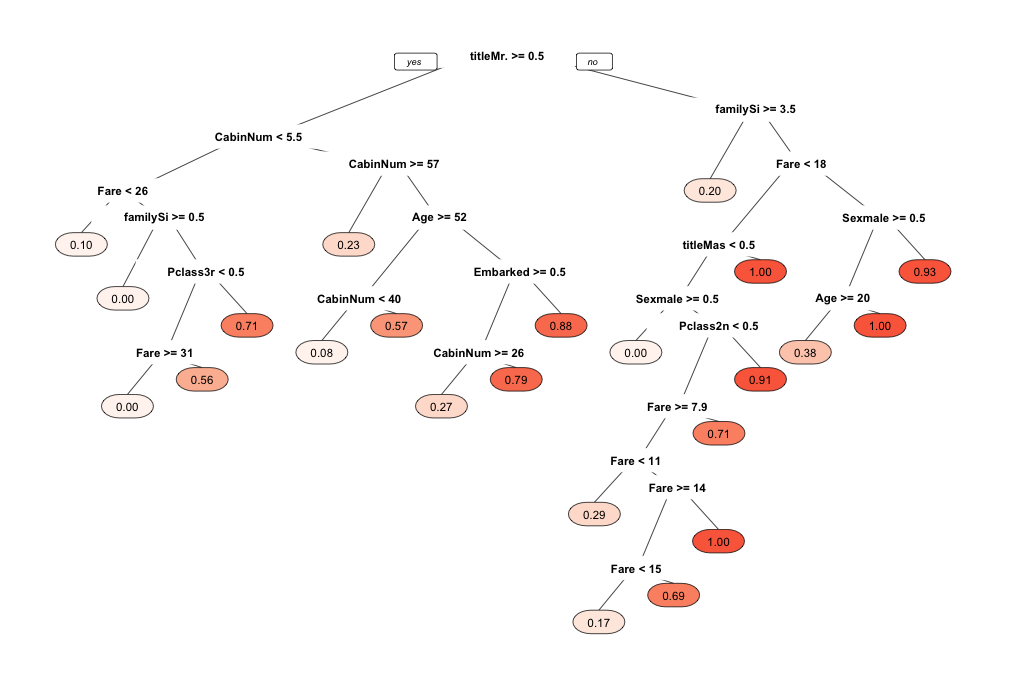 titleMr. >= 0.5
yes
no
familySi >= 3.5
CabinNum < 5.5
CabinNum >= 57
Fare < 18
Fare < 26
0.20
familySi >= 0.5
Age >= 52
Sexmale >= 0.5
0.10
0.23
titleMas < 0.5
Pclass3r < 0.5
Embarked >= 0.5
1.00
0.93
0.00
CabinNum < 40
Sexmale >= 0.5
Age >= 20
0.71
0.57
0.88
Pclass2n < 0.5
1.00
Fare >= 31
0.08
CabinNum >= 26
0.00
0.38
0.56
0.79
0.91
0.00
0.27
Fare >= 7.9
0.71
Fare < 11
Fare >= 14
0.29
1.00
Fare < 15
0.69
0.17